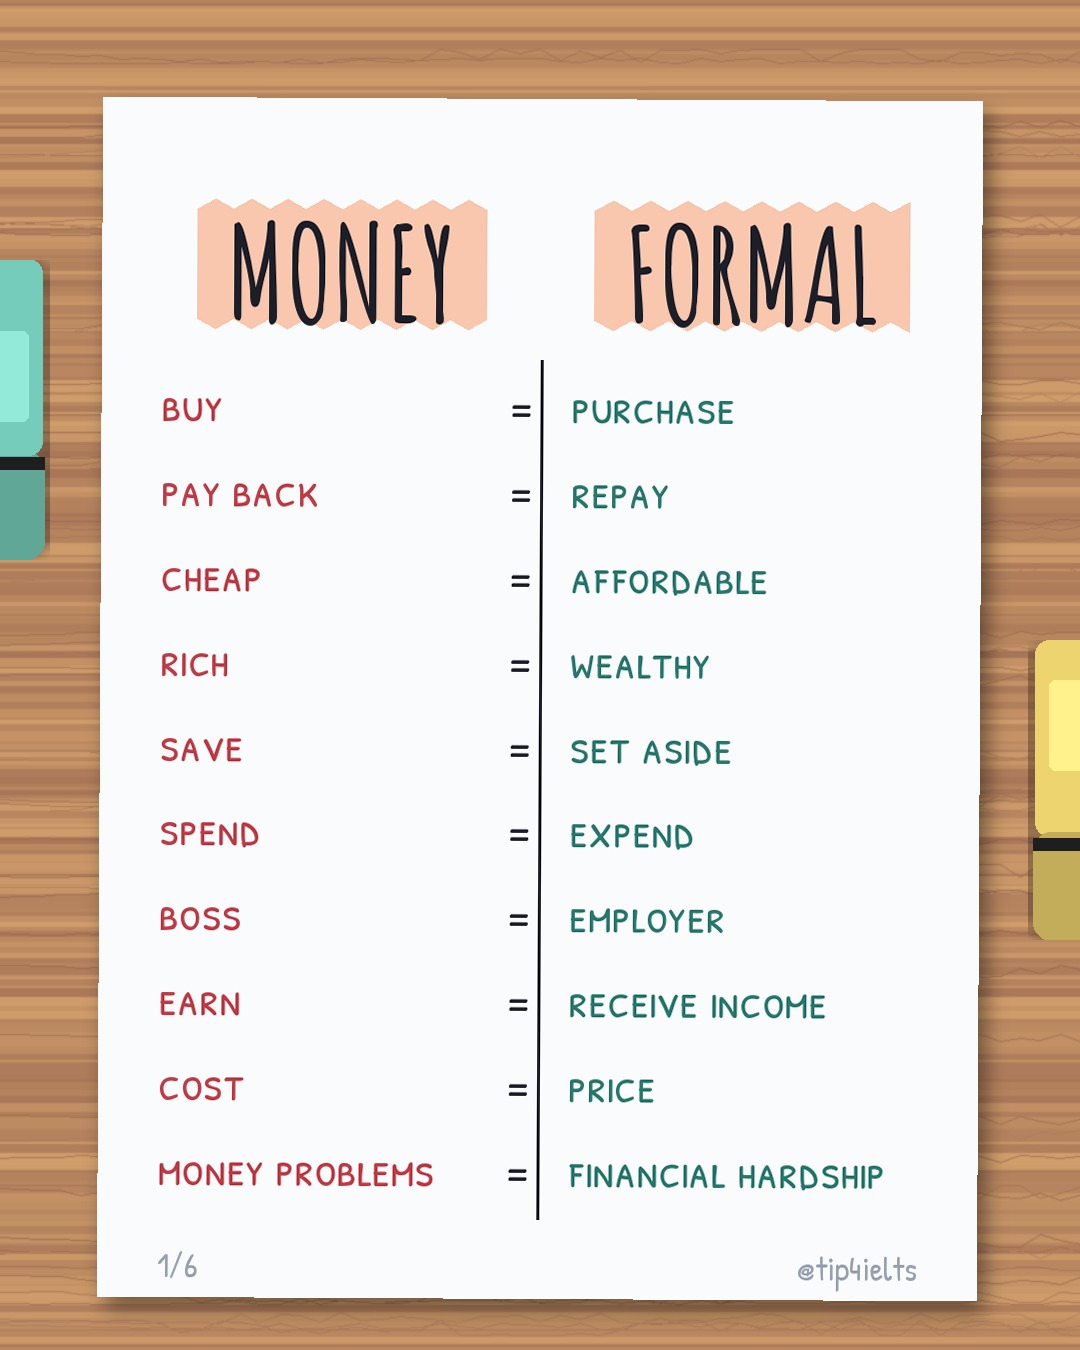 MONEY FORMAL
BUY = PURCHASE
PAY BACK = REPAY
CHEAP = AFFORDABLE
RICH = WEALTHY
SAVE = SET ASIDE
SPEND = EXPEND
BOSS = EMPLOYER
EARN = RECEIVE INCOME
COST = PRICE
MONEY PROBLEMS = FINANCIAL HARDSHIP
1/6 @tip4ielts